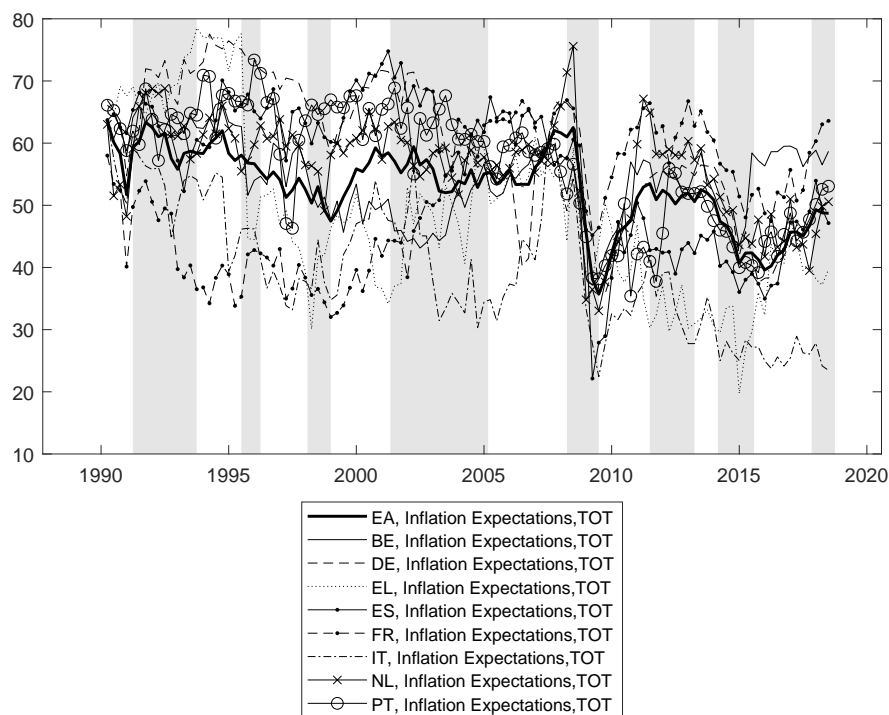 80
70
60
50
40
30
20
10
1990 1995 2000 2005 2010 2015 2020
EA, Inflation Expectations,TOT
BE, Inflation Expectations,TOT
DE, Inflation Expectations,TOT
EL, Inflation Expectations,TOT
ES, Inflation Expectations,TOT
FR, Inflation Expectations,TOT
IT, Inflation Expectations,TOT
NL, Inflation Expectations,TOT
PT, Inflation Expectations,TOT